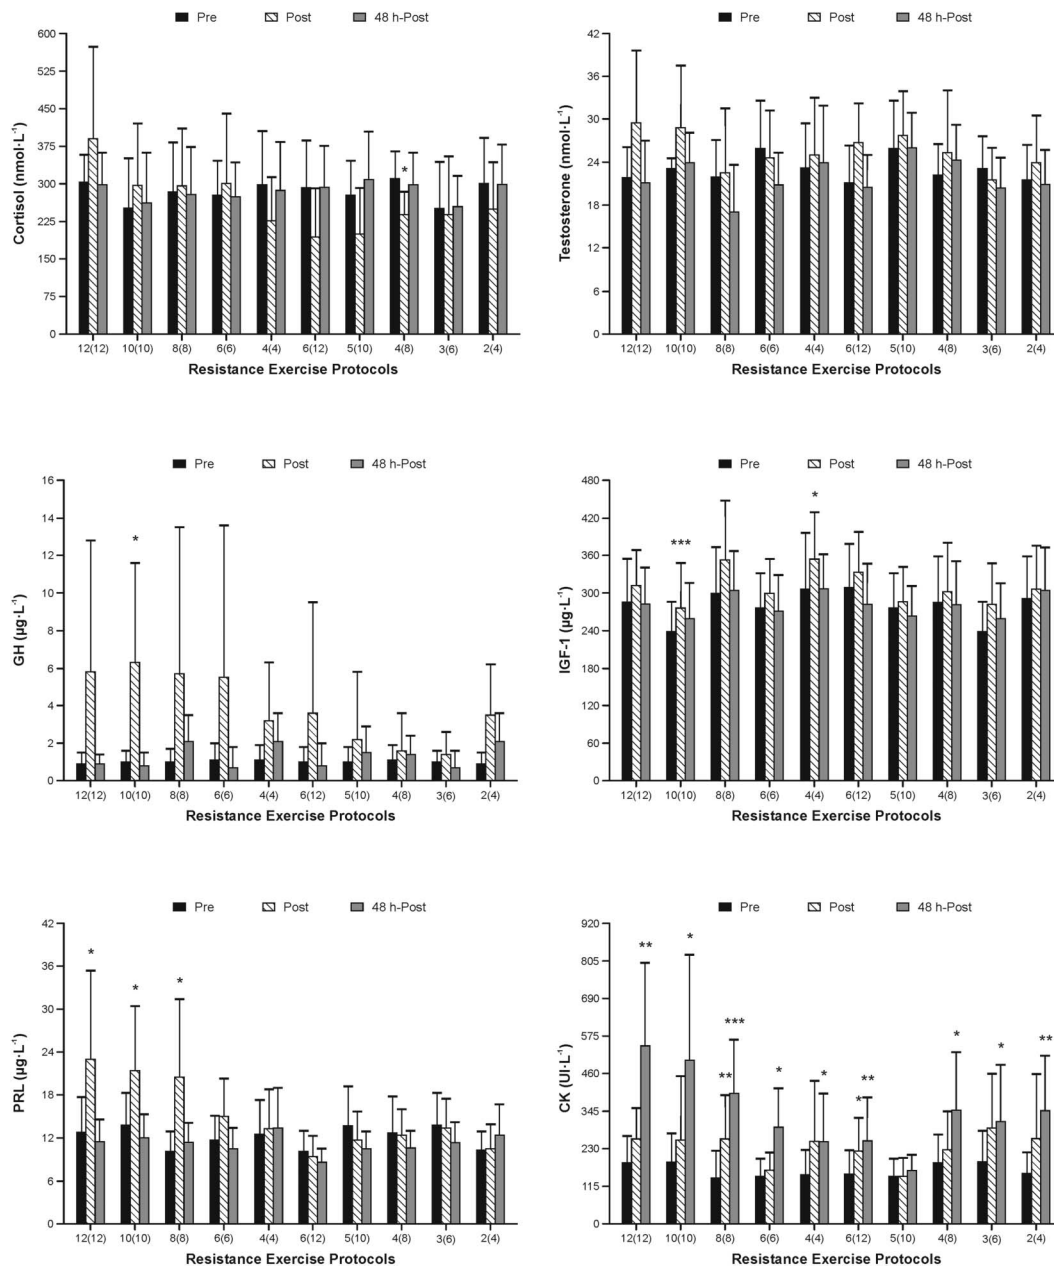 Pre Post 48 h-Post
600
525
450
375
300
225
150
75
0
Cortisol (nmol·L⁻¹)
*
12(12) 10(10) 8(8) 6(6) 4(4) 6(12) 5(10) 4(8) 3(6) 2(4)
Resistance Exercise Protocols
Pre Post 48 h-Post
42
36
30
24
18
12
6
0
Testosterone (nmol·L⁻¹)
12(12) 10(10) 8(8) 6(6) 4(4) 6(12) 5(10) 4(8) 3(6) 2(4)
Resistance Exercise Protocols
Pre Post 48 h-Post
16
14
12
10
8
6
4
2
0
GH (µg·L⁻¹)
*
12(12) 10(10) 8(8) 6(6) 4(4) 6(12) 5(10) 4(8) 3(6) 2(4)
Resistance Exercise Protocols
Pre Post 48 h-Post
480
420
360
300
240
180
120
60
0
IGF-1 (µg·L⁻¹)
*** *
12(12) 10(10) 8(8) 6(6) 4(4) 6(12) 5(10) 4(8) 3(6) 2(4)
Resistance Exercise Protocols
Pre Post 48 h-Post
42
36
30
24
18
12
6
0
PRL (µg·L⁻¹)
* * *
12(12) 10(10) 8(8) 6(6) 4(4) 6(12) 5(10) 4(8) 3(6) 2(4)
Resistance Exercise Protocols
Pre Post 48 h-Post
920
805
690
575
460
345
230
115
0
CK (UI·L⁻¹)
** * ** *** * * * ** * * **
12(12) 10(10) 8(8) 6(6) 4(4) 6(12) 5(10) 4(8) 3(6) 2(4)
Resistance Exercise Protocols